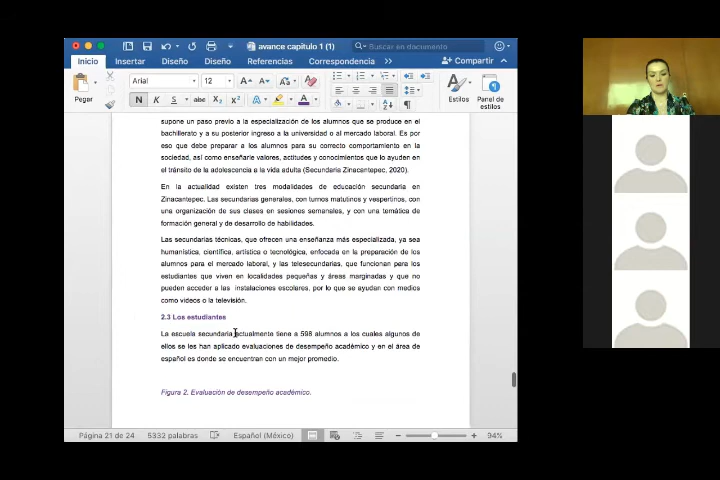 avance capítulo 1 (1)
Buscar en documento
Inicio Insertar Diseño Diseño Referencias Correspondencia Compartir
Arial 12
Pegar N K S abc X₂ X² A Estilos Panel de estilos
supone un paso previo a la especialización de los alumnos que se produce en el
bachillerato y a su posterior ingreso a la universidad o al mercado laboral. Es por
eso que debe preparar a los alumnos para su correcto comportamiento en la
sociedad, así como enseñarle valores, actitudes y conocimientos que lo ayuden en
el tránsito de la adolescencia a la vida adulta (Secundaria Zinacantepec, 2020).
En la actualidad existen tres modalidades de educación secundaria en
Zinacantepec. Las secundarias generales, con turnos matutinos y vespertinos, con
una organización de sus clases en sesiones semanales, y con una temática de
formación general y de desarrollo de habilidades.
Las secundarias técnicas, que ofrecen una enseñanza más especializada, ya sea
humanística, científica, artística o tecnológica, enfocada en la preparación de los
alumnos para el mercado laboral, y las telesecundarias, que funcionan para los
estudiantes que viven en localidades pequeñas y áreas marginadas y que no
pueden acceder a las instalaciones escolares, por lo que se ayudan con medios
como videos o la televisión.
2.3 Los estudiantes
La escuela secundaria actualmente tiene a 598 alumnos a los cuales algunos de
ellos se les han aplicado evaluaciones de desempeño académico y en el área de
español es donde se encuentran con un mejor promedio.
Figura 2. Evaluación de desempeño académico.
Página 21 de 24 5332 palabras Español (México) 94%